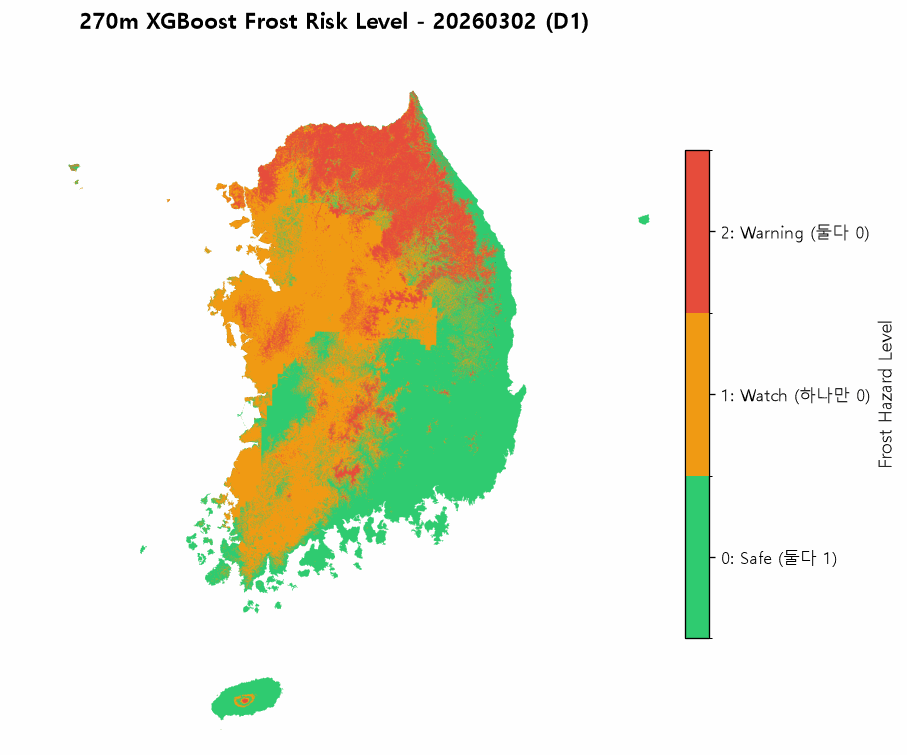 270m XGBoost Frost Risk Level - 20260302 (D1)
2: Warning (둘다 0)
1: Watch (하나만 0)
0: Safe (둘다 1)
Frost Hazard Level